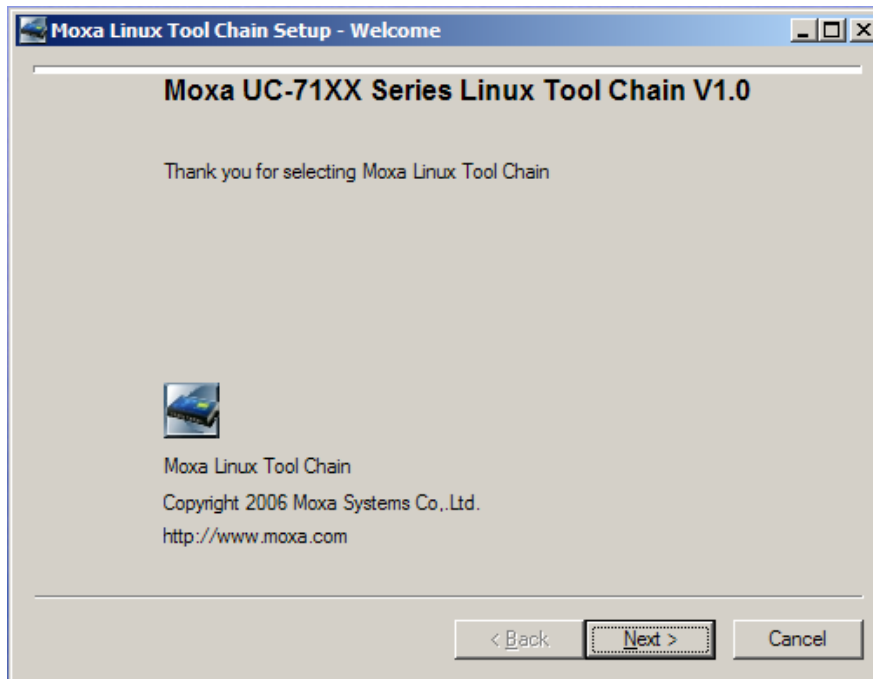 Moxa Linux Tool Chain Setup - Welcome
Moxa UC-71XX Series Linux Tool Chain V1.0
Thank you for selecting Moxa Linux Tool Chain
Moxa Linux Tool Chain
Copyright 2006 Moxa Systems Co,.Ltd.
http://www.moxa.com
< Back Next > Cancel